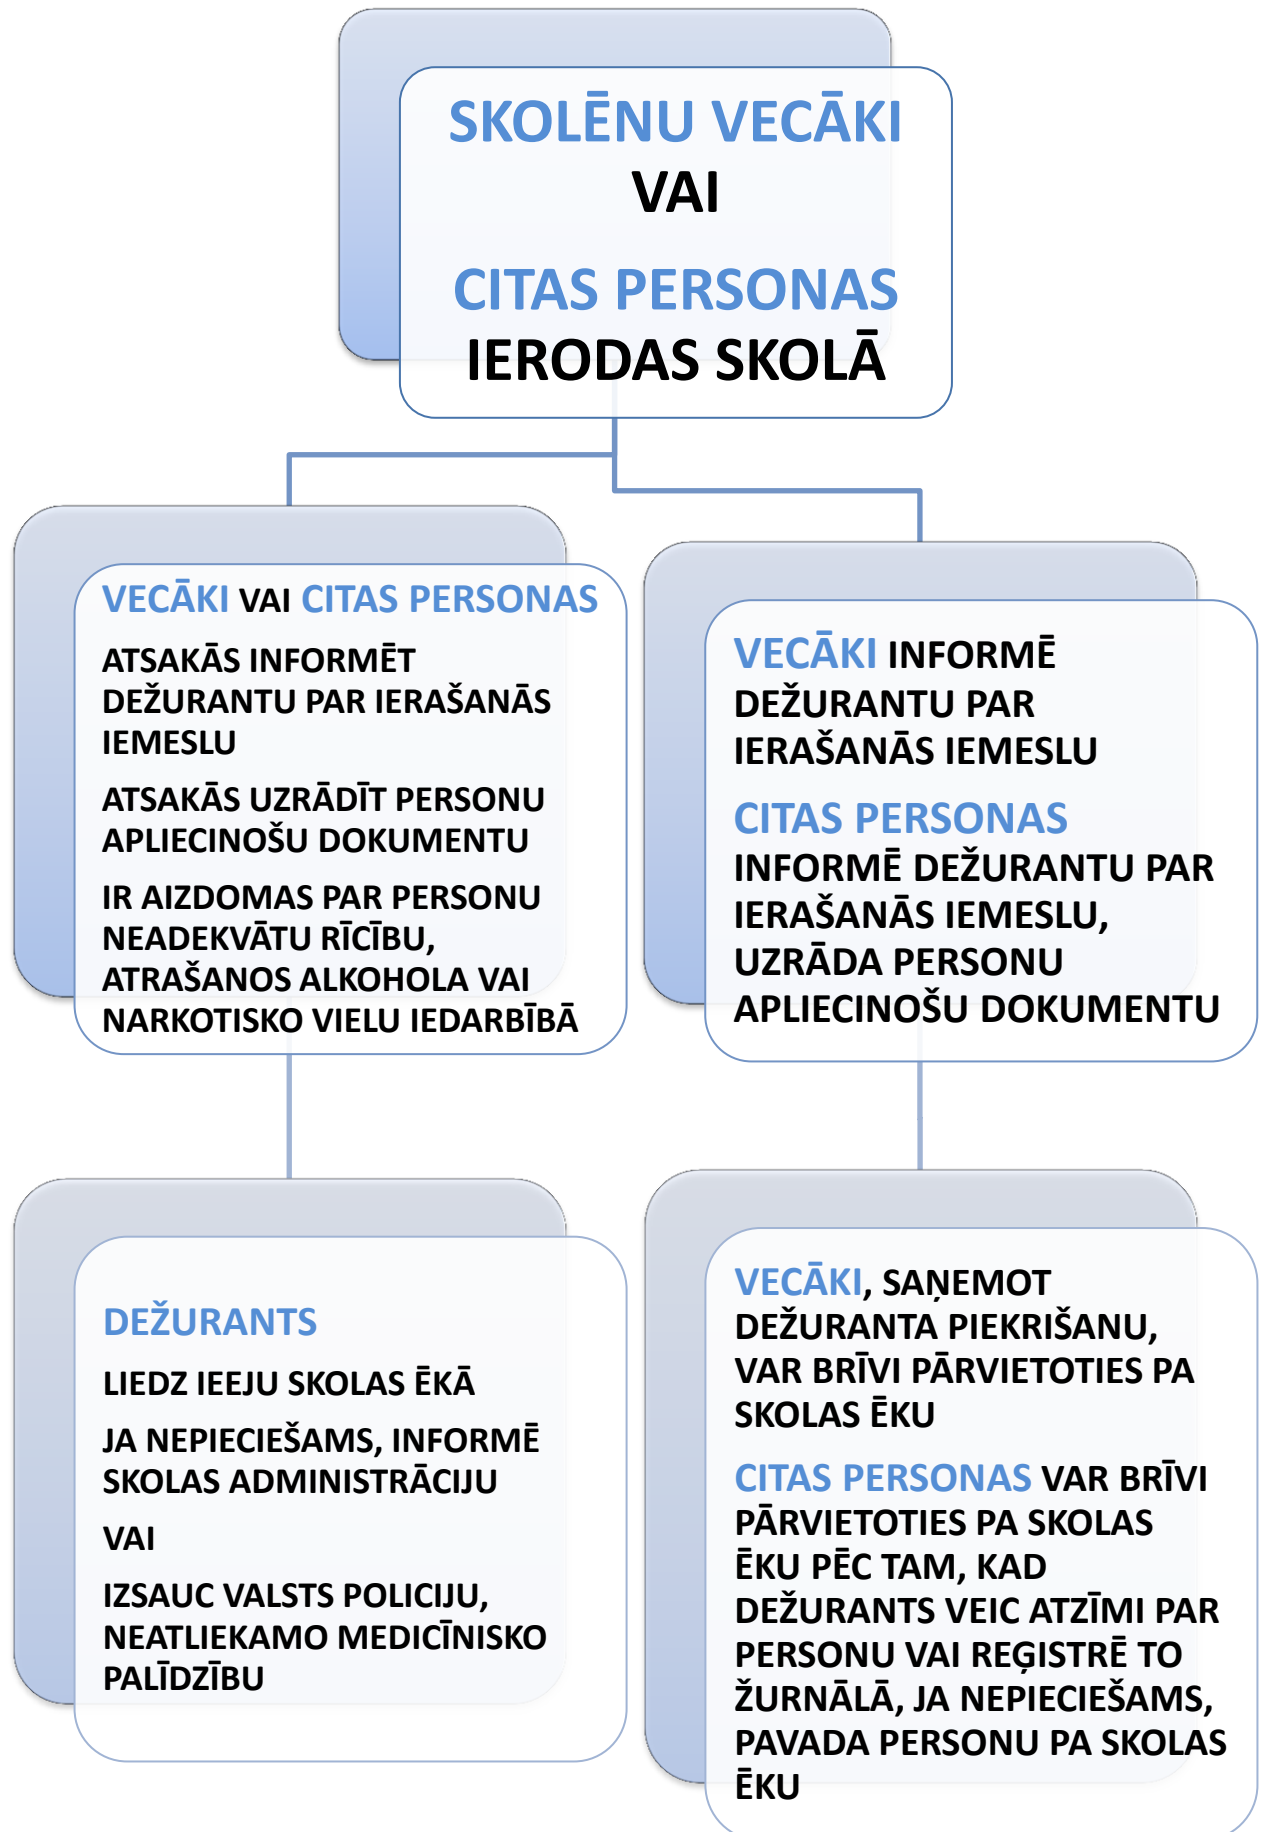 SKOLĒNU VECĀKI
VAI
CITAS PERSONAS
IERODAS SKOLĀ
VECĀKI VAI CITAS PERSONAS
ATSAKĀS INFORMĒT
DEŽURANTU PAR IERAŠANĀS
IEMESLU
ATSAKĀS UZRĀDĪT PERSONU
APLIECINOŠU DOKUMENTU
IR AIZDOMAS PAR PERSONU
NEADEKVĀTU RĪCĪBU,
ATRAŠANOS ALKOHOLA VAI
NARKOTISKO VIELU IEDARBĪBĀ
VECĀKI INFORMĒ
DEŽURANTU PAR
IERAŠANĀS IEMESLU
CITAS PERSONAS
INFORMĒ DEŽURANTU PAR
IERAŠANĀS IEMESLU,
UZRĀDA PERSONU
APLIECINOŠU DOKUMENTU
DEŽURANTS
LIEDZ IEEJU SKOLAS ĒKĀ
JA NEPIECIEŠAMS, INFORMĒ
SKOLAS ADMINISTRĀCIJU
VAI
IZSAUC VALSTS POLICIJU,
NEATLIEKAMO MEDICĪNISKO
PALĪDZĪBU
VECĀKI, SAŅEMOT
DEŽURANTA PIEKRIŠANU,
VAR BRĪVI PĀRVIETOTIES PA
SKOLAS ĒKU
CITAS PERSONAS VAR BRĪVI
PĀRVIETOTIES PA SKOLAS
ĒKU PĒC TAM, KAD
DEŽURANTS VEIC ATZĪMI PAR
PERSONU VAI REĢISTRĒ TO
ŽURNĀLĀ, JA NEPIECIEŠAMS,
PAVADA PERSONU PA SKOLAS
ĒKU